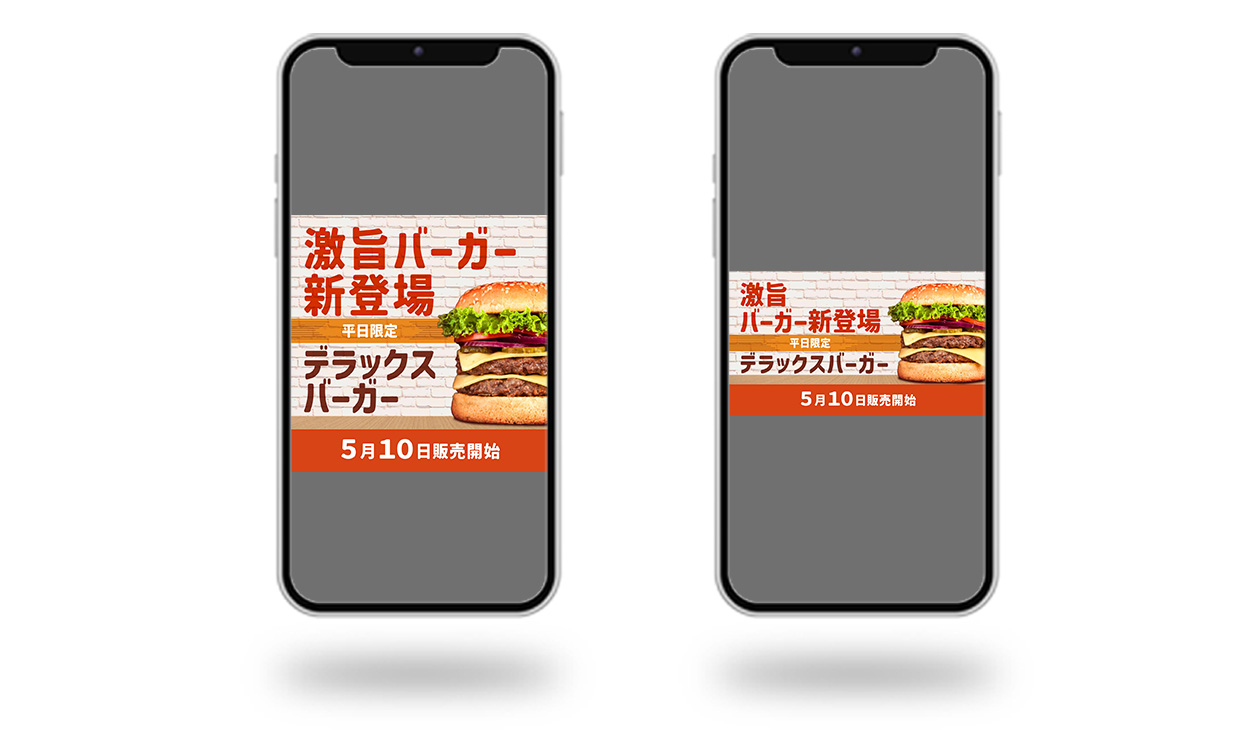 激旨バーガー
新登場
平日限定
デラックス
バーガー
5月10日販売開始
激旨
バーガー新登場
平日限定
デラックスバーガー
5月10日販売開始